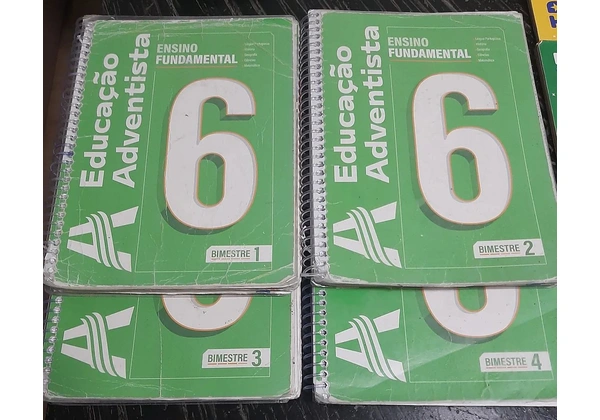 Educação
Adventista
ENSINO
FUNDAMENTAL
6
BIMESTRE 1
Educação
Adventista
ENSINO
FUNDAMENTAL
6
BIMESTRE 2
BIMESTRE 3
BIMESTRE 4